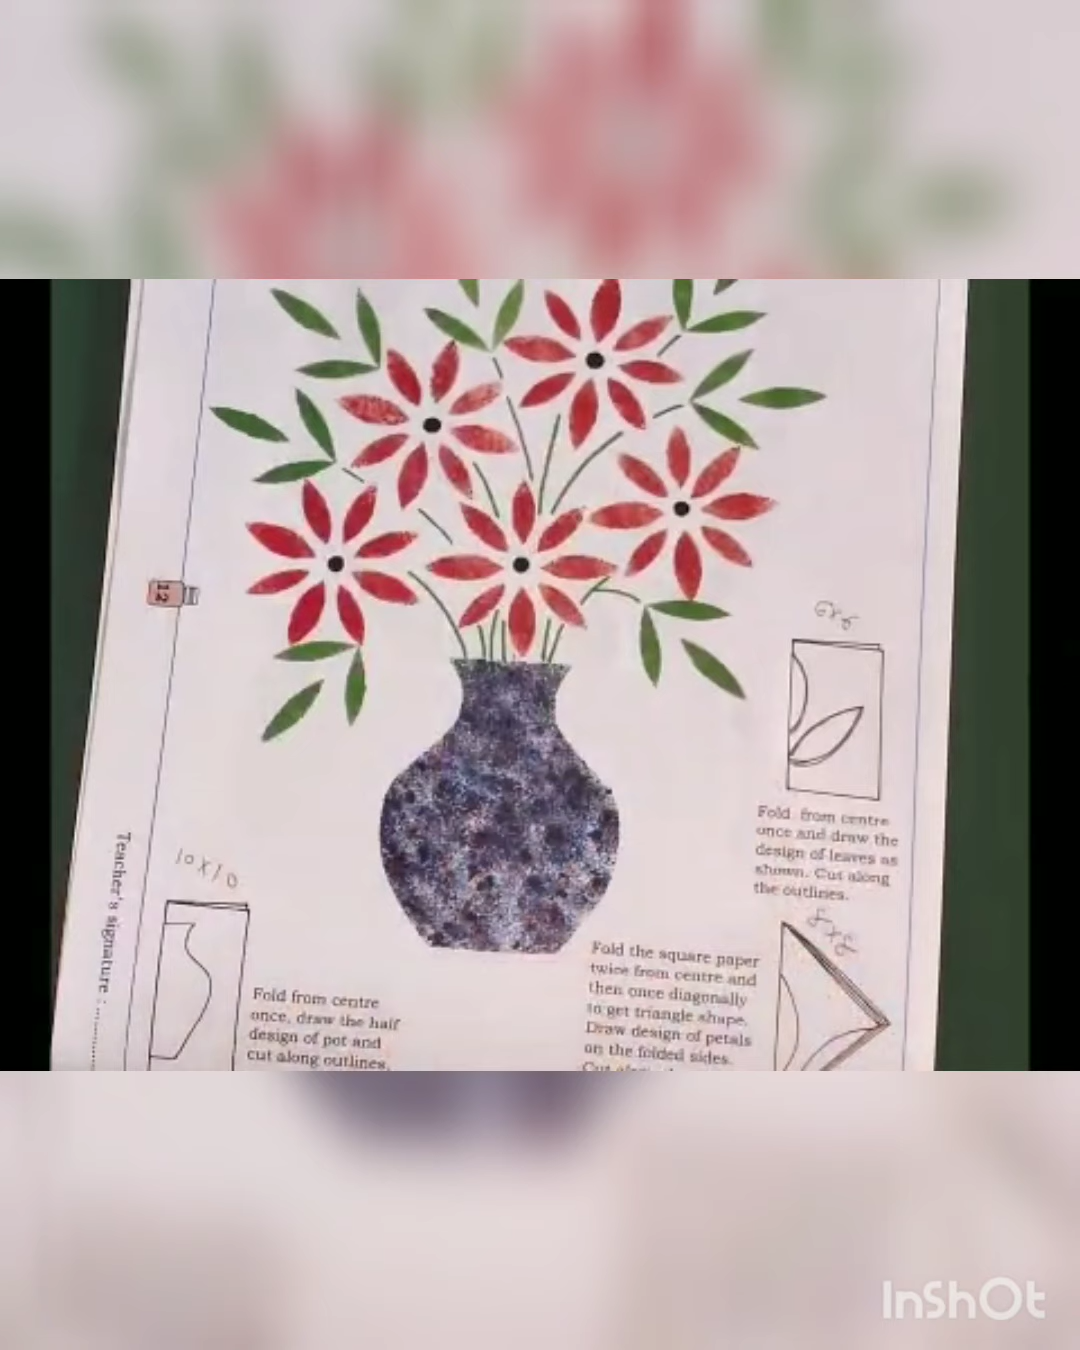 12
6x6
Fold from centre
once and draw the
design of leaves as
shown. Cut along
the outlines.
Teacher's signature : ................
10x10
Fold from centre
once, draw the half
design of pot and
cut along outlines.
Fold the square paper
twice from centre and
then once diagonally
to get triangle shape.
Draw design of petals
on the folded sides.
InShOt